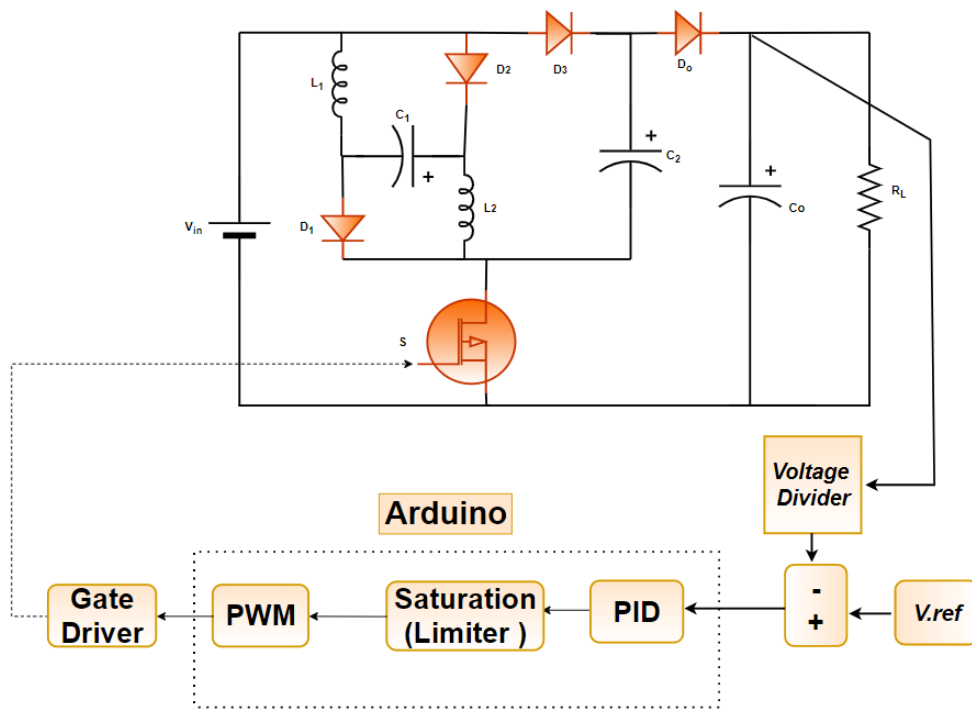 D2
D3
Do
L1
C1
+
+
C2
+
Co
RL
Vin
D1
L2
S
Voltage
Divider
Arduino
Gate
Driver
PWM
Saturation
(Limiter )
PID
-
+
V.ref